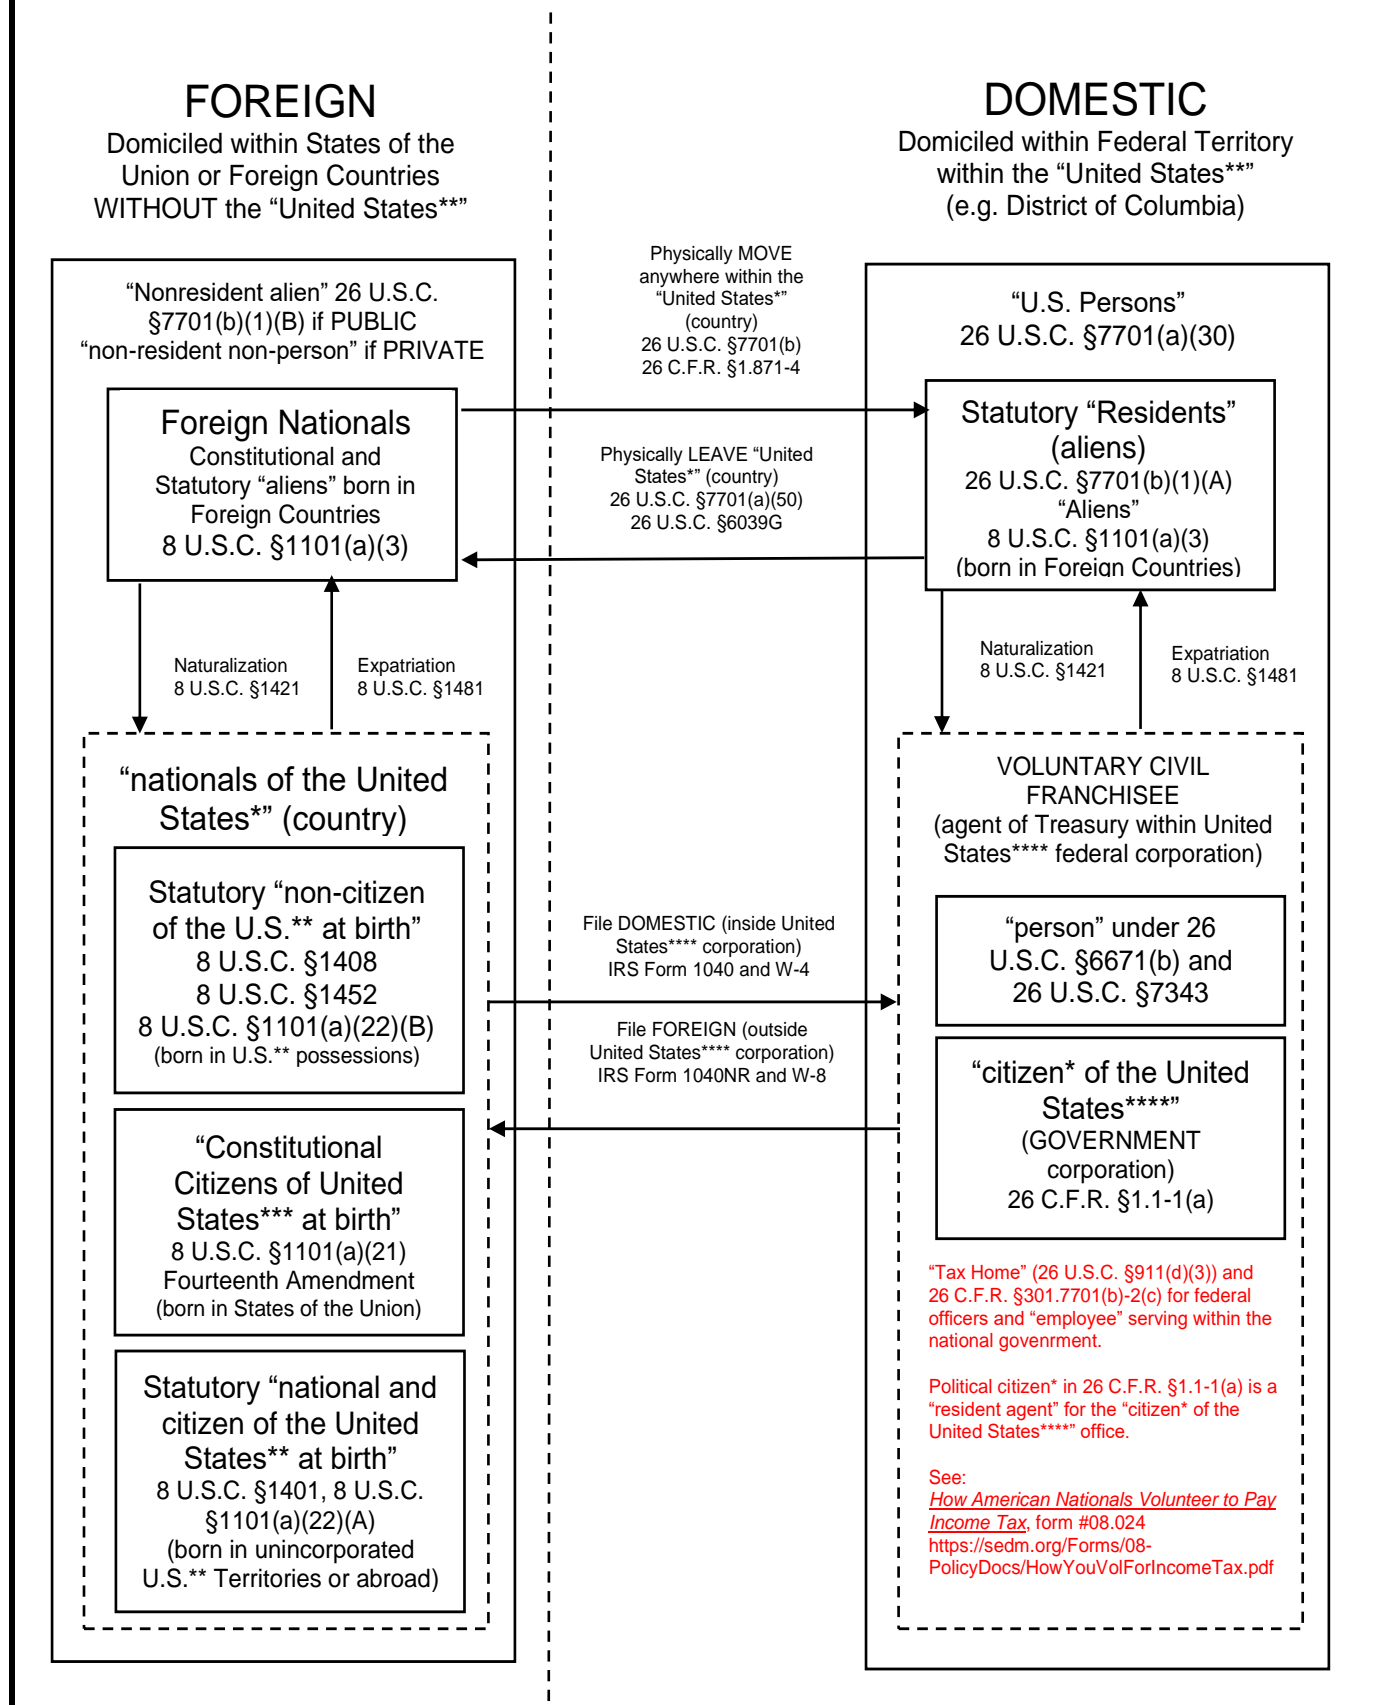 FOREIGN
Domiciled within States of the
Union or Foreign Countries
WITHOUT the “United States**”
DOMESTIC
Domiciled within Federal Territory
within the “United States**”
(e.g. District of Columbia)
“Nonresident alien” 26 U.S.C.
§7701(b)(1)(B) if PUBLIC
“non-resident non-person” if PRIVATE
Physically MOVE
anywhere within the
“United States*”
(country)
26 U.S.C. §7701(b)
26 C.F.R. §1.871-4
“U.S. Persons”
26 U.S.C. §7701(a)(30)
Foreign Nationals
Constitutional and
Statutory “aliens” born in
Foreign Countries
8 U.S.C. §1101(a)(3)
Physically LEAVE “United
States*” (country)
26 U.S.C. §7701(a)(50)
26 U.S.C. §6039G
Statutory “Residents”
(aliens)
26 U.S.C. §7701(b)(1)(A)
“Aliens”
8 U.S.C. §1101(a)(3)
(born in Foreign Countries)
Naturalization
8 U.S.C. §1421
Expatriation
8 U.S.C. §1481
Naturalization
8 U.S.C. §1421
Expatriation
8 U.S.C. §1481
“nationals of the United
States*” (country)
Statutory “non-citizen
of the U.S.** at birth”
8 U.S.C. §1408
8 U.S.C. §1452
8 U.S.C. §1101(a)(22)(B)
(born in U.S.** possessions)
“Constitutional
Citizens of United
States*** at birth”
8 U.S.C. §1101(a)(21)
Fourteenth Amendment
(born in States of the Union)
Statutory “national and
citizen of the United
States** at birth”
8 U.S.C. §1401, 8 U.S.C.
§1101(a)(22)(A)
(born in unincorporated
U.S.** Territories or abroad)
File DOMESTIC (inside United
States**** corporation)
IRS Form 1040 and W-4
File FOREIGN (outside
United States**** corporation)
IRS Form 1040NR and W-8
VOLUNTARY CIVIL
FRANCHISEE
(agent of Treasury within United
States**** federal corporation)
“person” under 26
U.S.C. §6671(b) and
26 U.S.C. §7343
“citizen* of the United
States****”
(GOVERNMENT
corporation)
26 C.F.R. §1.1-1(a)
“Tax Home” (26 U.S.C. §911(d)(3)) and
26 C.F.R. §301.7701(b)-2(c) for federal
officers and “employee” serving within the
national govenrment.
Political citizen* in 26 C.F.R. §1.1-1(a) is a
“resident agent” for the “citizen* of the
United States****” office.
See:
How American Nationals Volunteer to Pay
Income Tax, form #08.024
https://sedm.org/Forms/08-
PolicyDocs/HowYouVolForIncomeTax.pdf